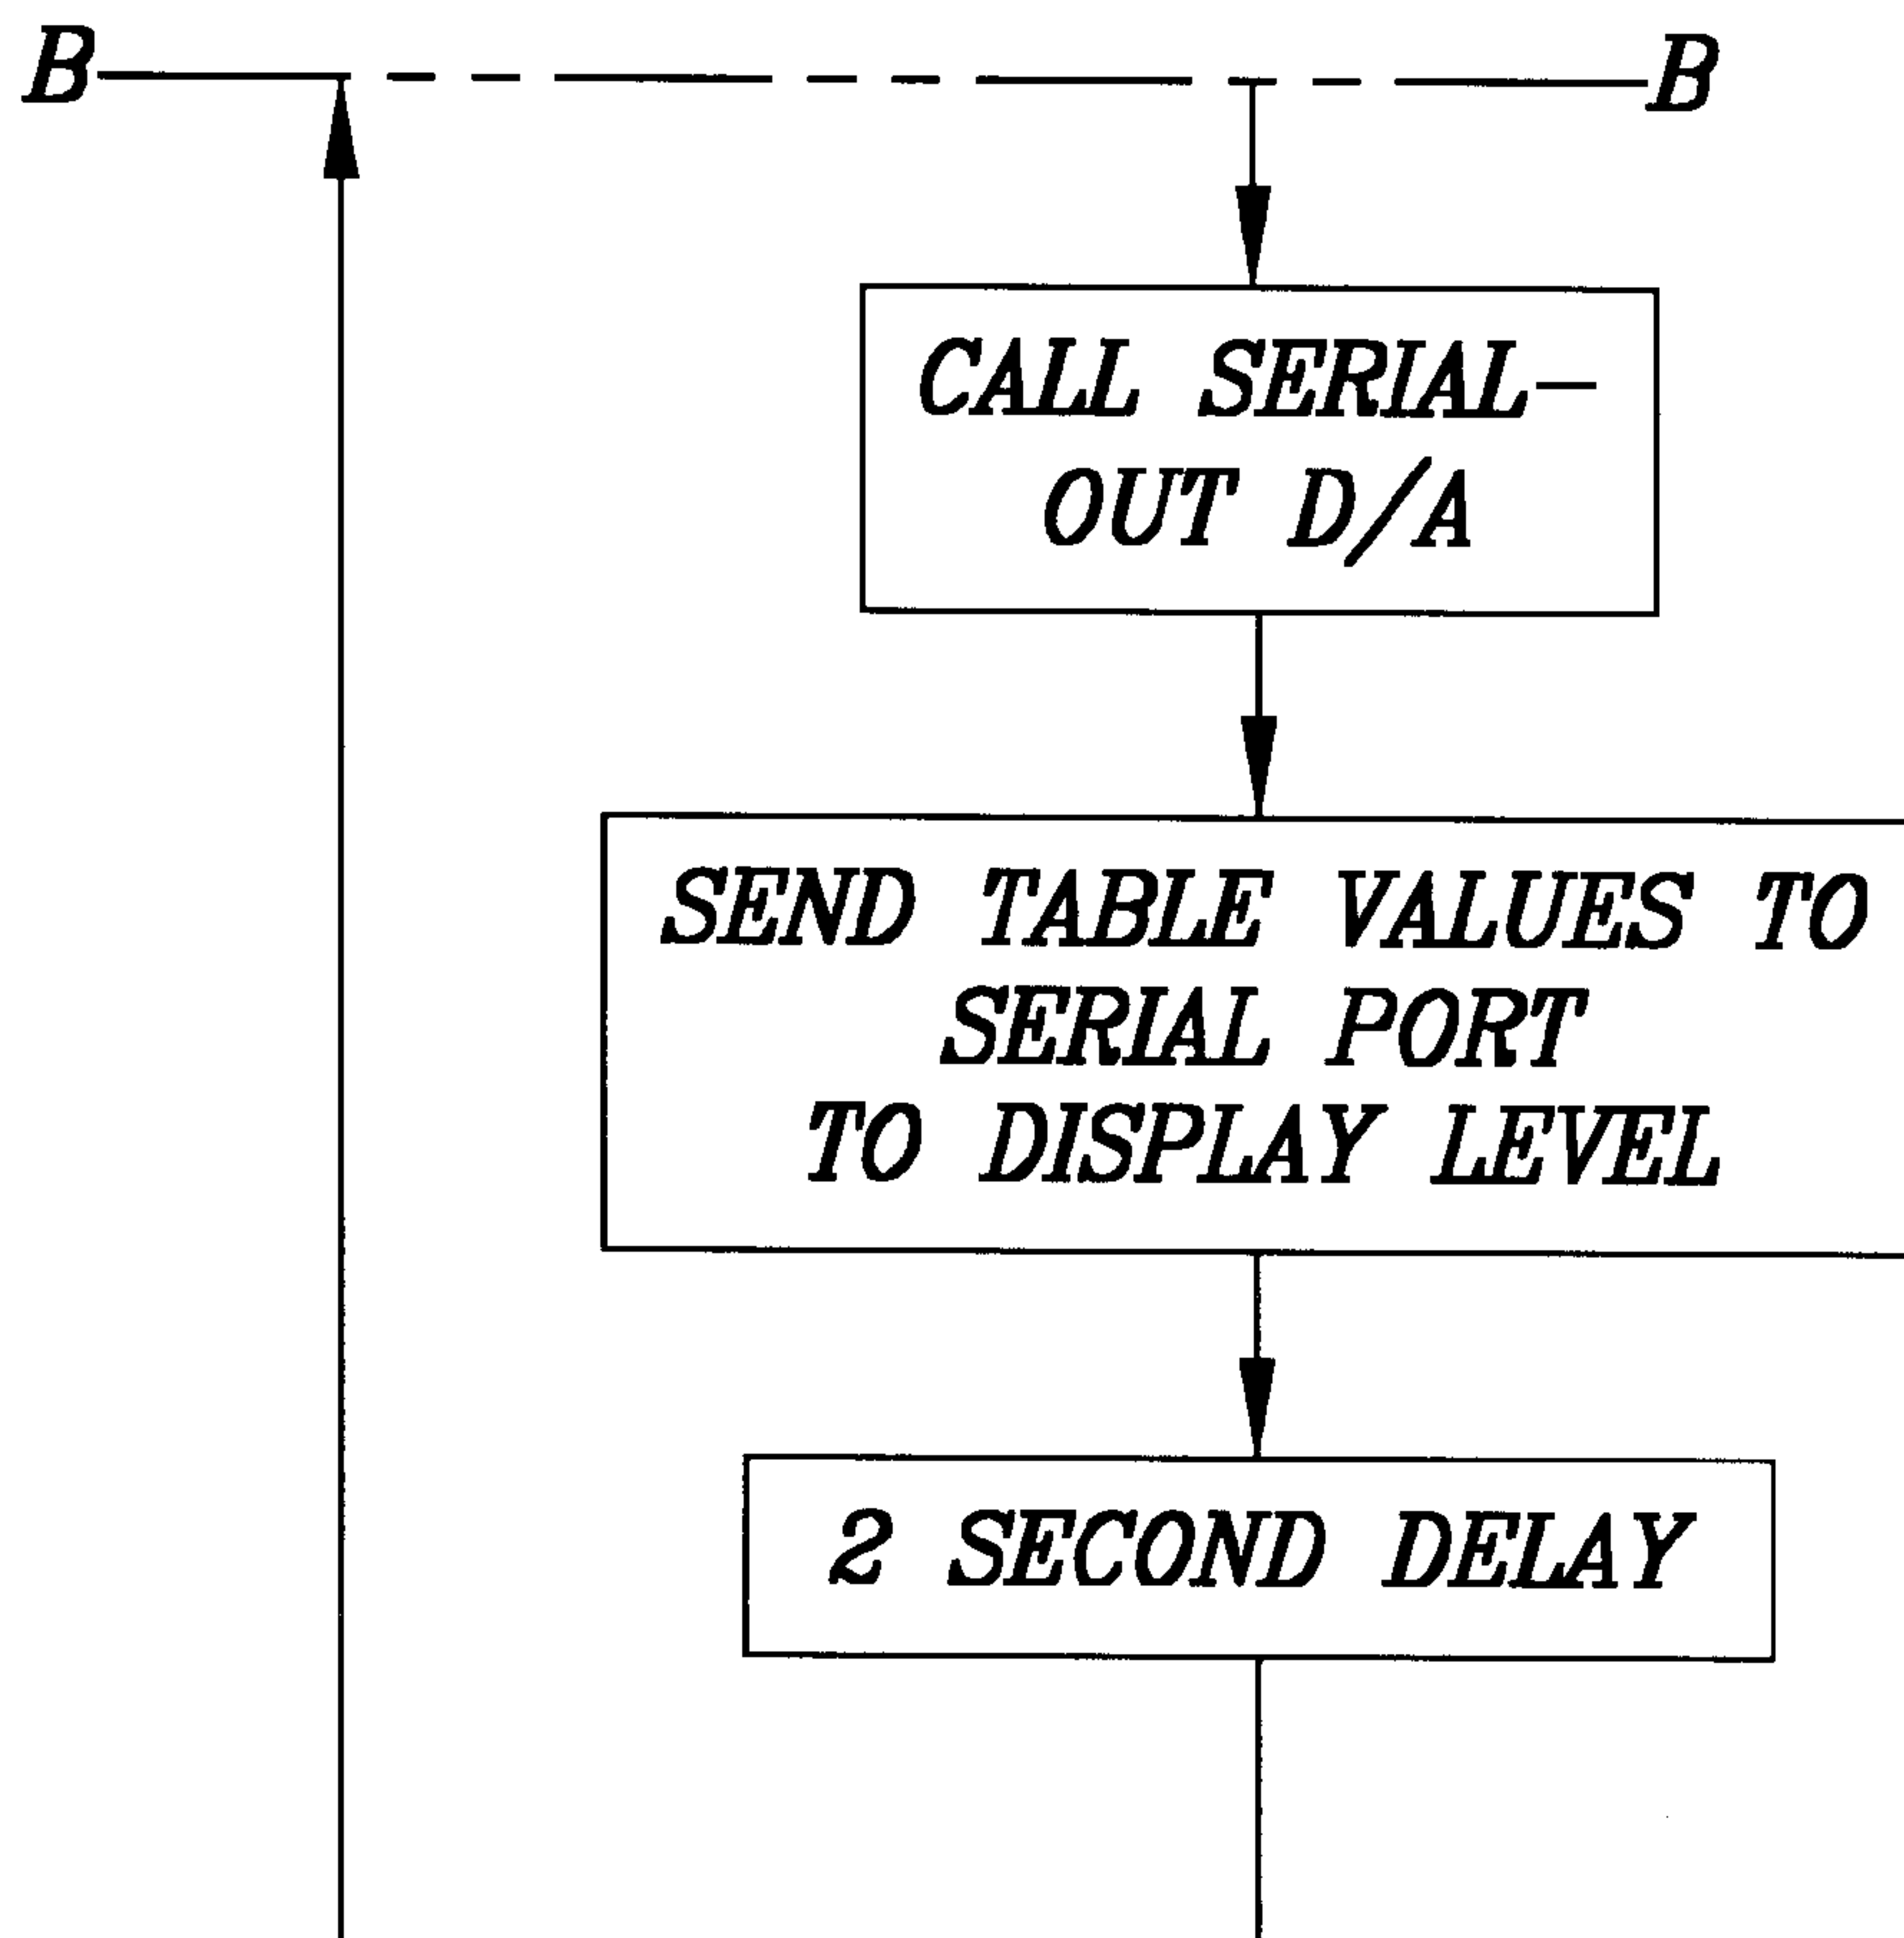 B B
CALL SERIAL-
OUT D/A
SEND TABLE VALUES TO
SERIAL PORT
TO DISPLAY LEVEL
2 SECOND DELAY